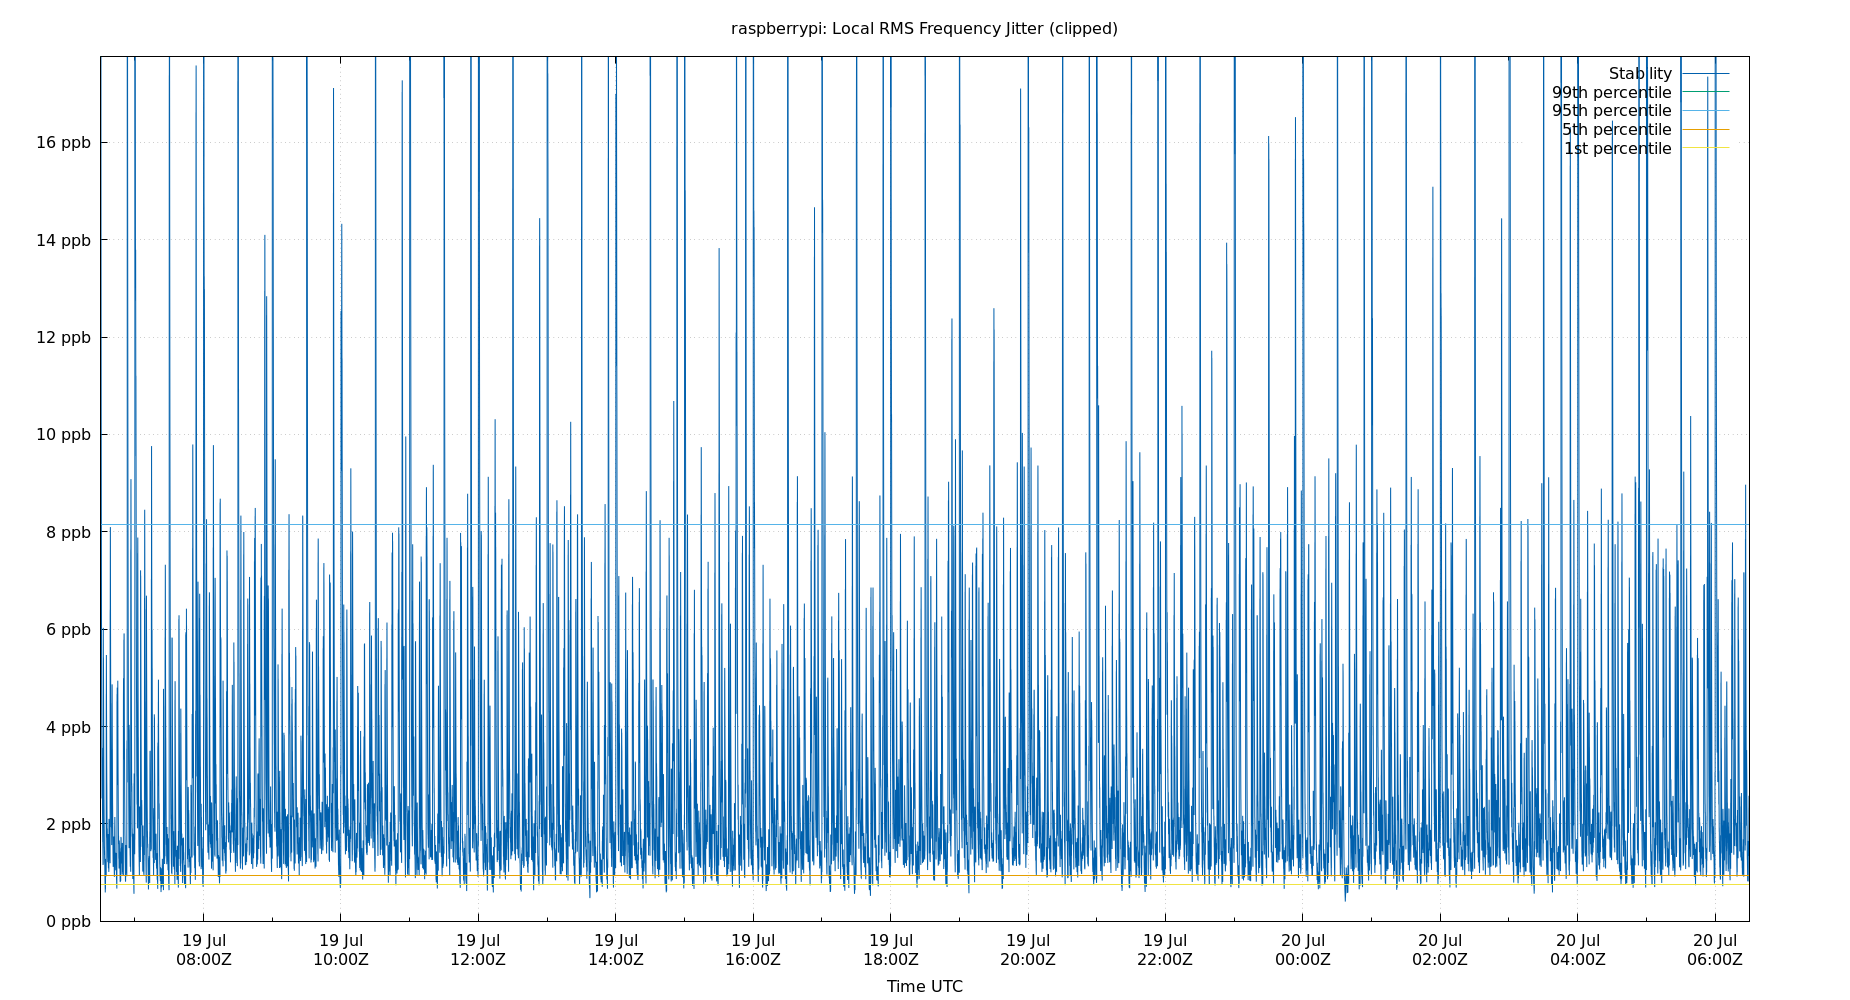 raspberrypi: Local RMS Frequency Jitter (clipped)
Stability
99th percentile
95th percentile
5th percentile
1st percentile
16 ppb
14 ppb
12 ppb
10 ppb
8 ppb
6 ppb
4 ppb
2 ppb
0 ppb
19 Jul 19 Jul 19 Jul 19 Jul 19 Jul 19 Jul 19 Jul 19 Jul 20 Jul 20 Jul 20 Jul 20 Jul
08:00Z 10:00Z 12:00Z 14:00Z 16:00Z 18:00Z 20:00Z 22:00Z 00:00Z 02:00Z 04:00Z 06:00Z
Time UTC